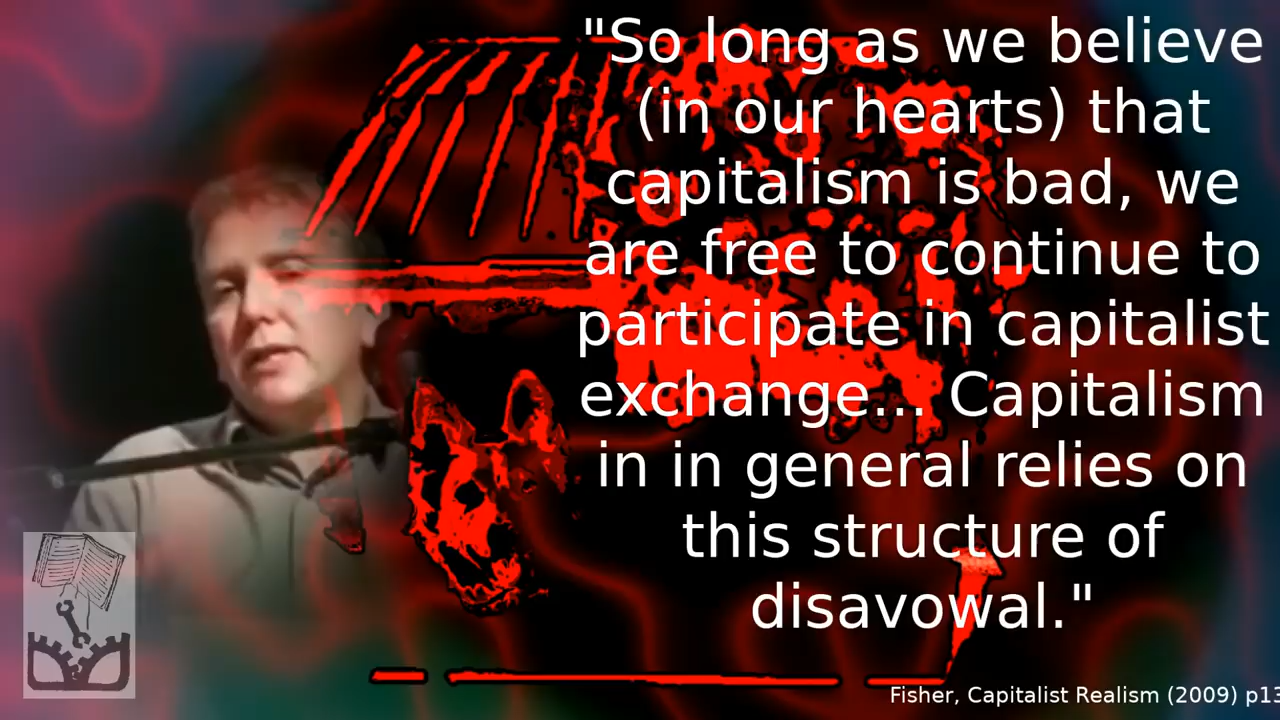 "So long as we believe
(in our hearts) that
capitalism is bad, we
are free to continue to
participate in capitalist
exchange... Capitalism
in in general relies on
this structure of
disavowal."
Fisher, Capitalist Realism (2009) p13